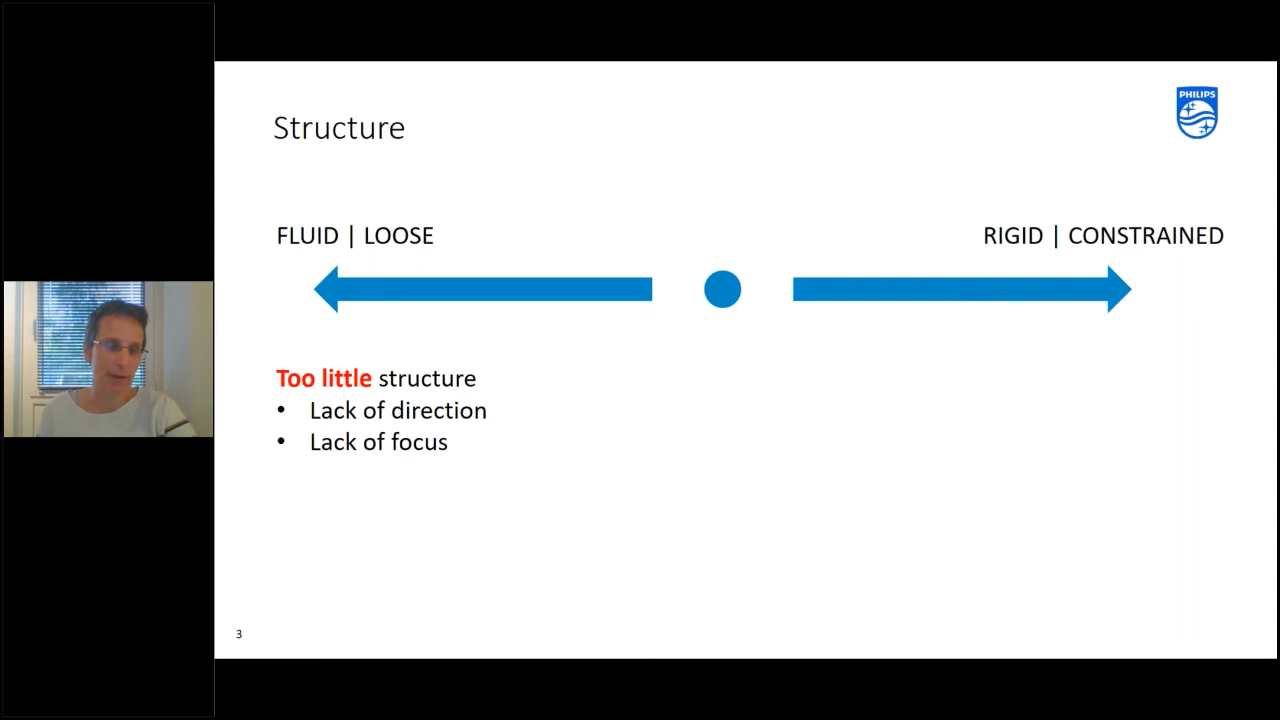 PHILIPS
Structure
FLUID | LOOSE
RIGID | CONSTRAINED
Too little structure
• Lack of direction
• Lack of focus
3